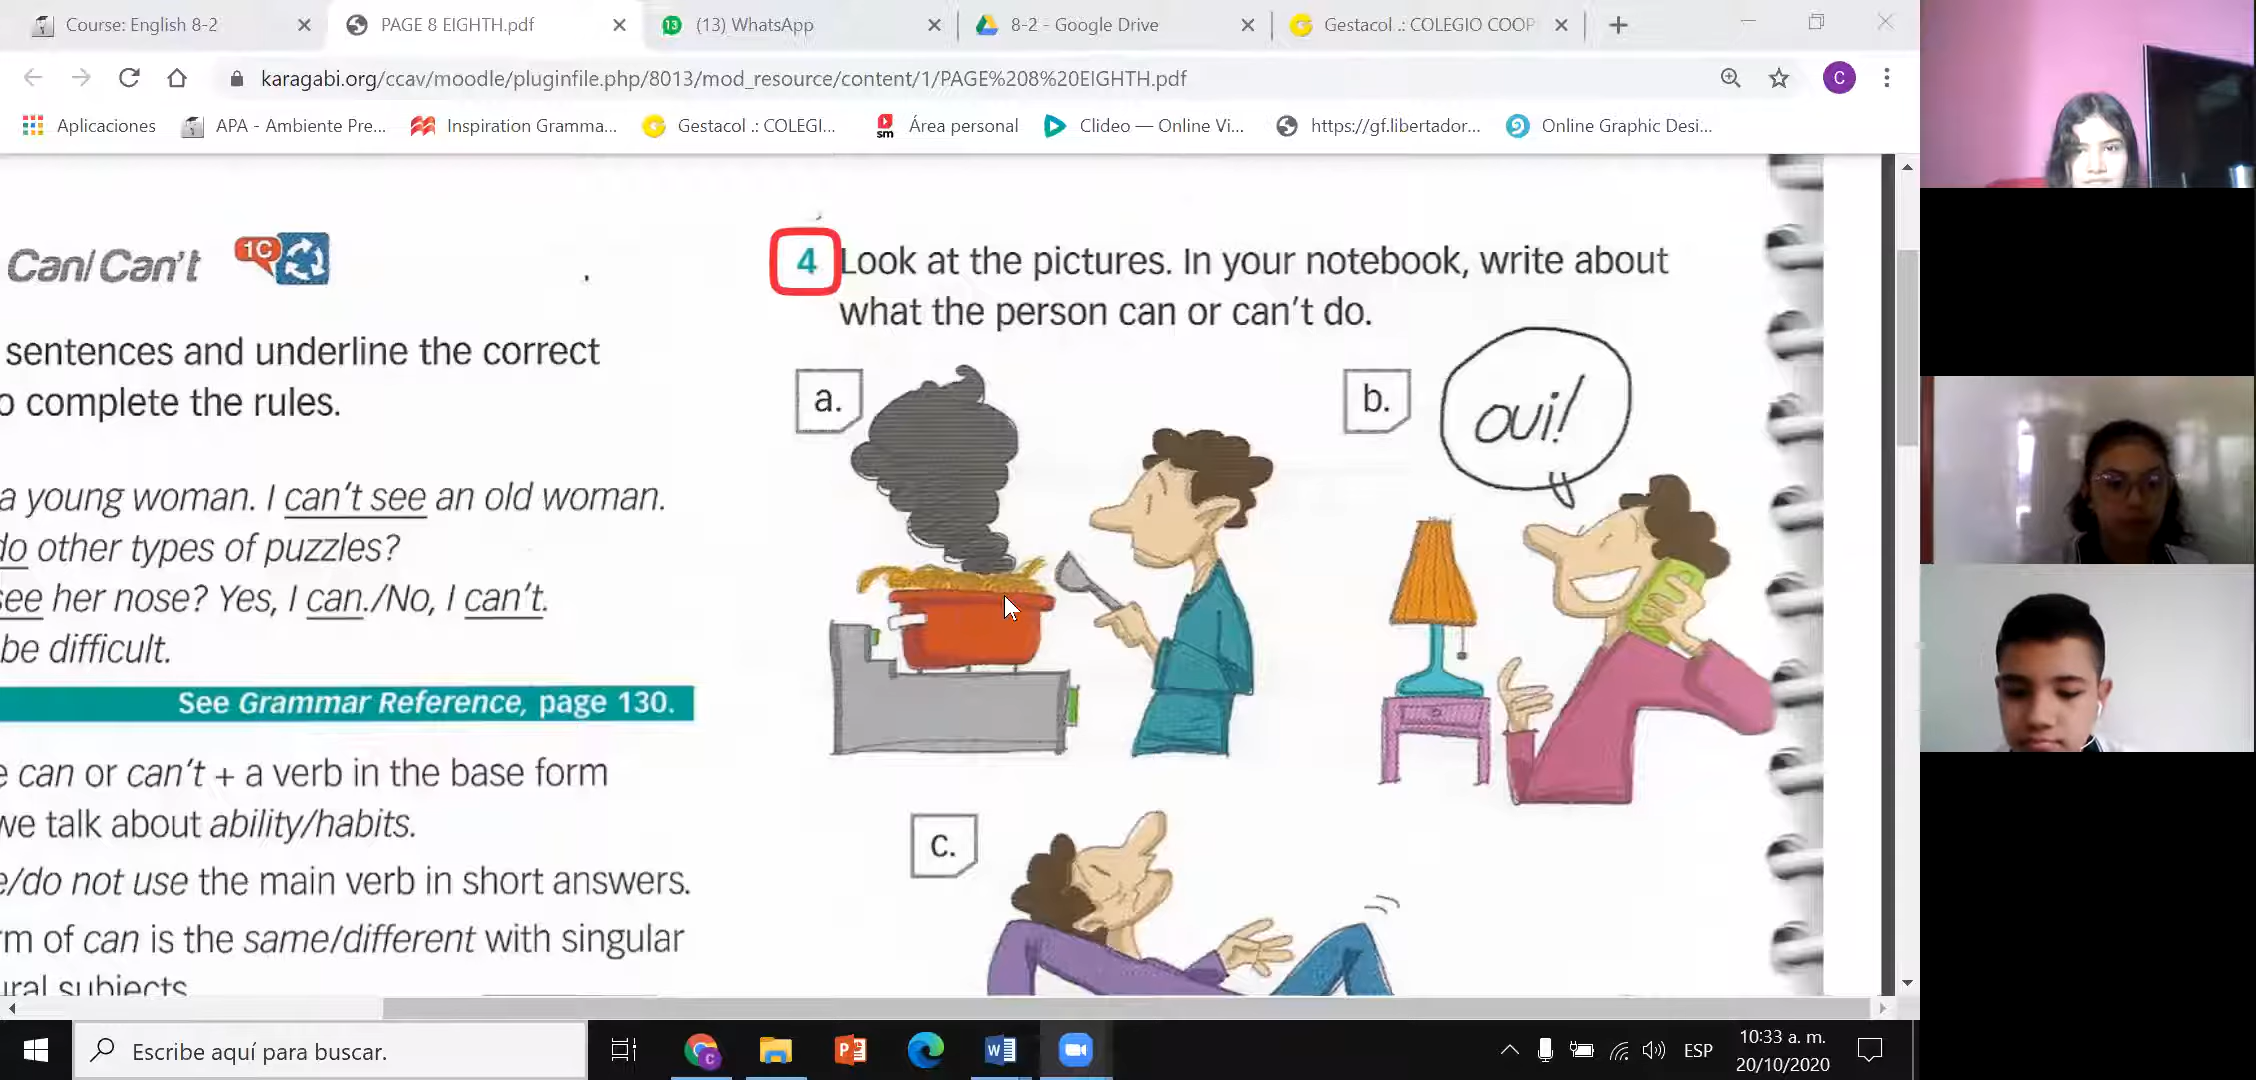 Course: English 8-2
PAGE 8 EIGHTH.pdf
(13) WhatsApp
8-2 - Google Drive
Gestacol .: COLEGIO COOP
karagabi.org/ccav/moodle/pluginfile.php/8013/mod_resource/content/1/PAGE%208%20EIGHTH.pdf
C
Aplicaciones
APA - Ambiente Pre...
Inspiration Gramma...
Gestacol .: COLEGI...
sm
Área personal
Clideo — Online Vi...
https://gf.libertador...
Online Graphic Desi...
Can/ Can't
1C
sentences and underline the correct
o complete the rules.
a young woman. I can't see an old woman.
do other types of puzzles?
see her nose? Yes, I can./No, I can't.
be difficult.
See Grammar Reference, page 130.
e can or can't + a verb in the base form
we talk about ability/habits.
e/do not use the main verb in short answers.
rm of can is the same/different with singular
ural subjects
4 Look at the pictures. In your notebook, write about
what the person can or can't do.
a.
b.
oui!
c.
Escribe aquí para buscar.
ESP
10:33 a. m.
20/10/2020